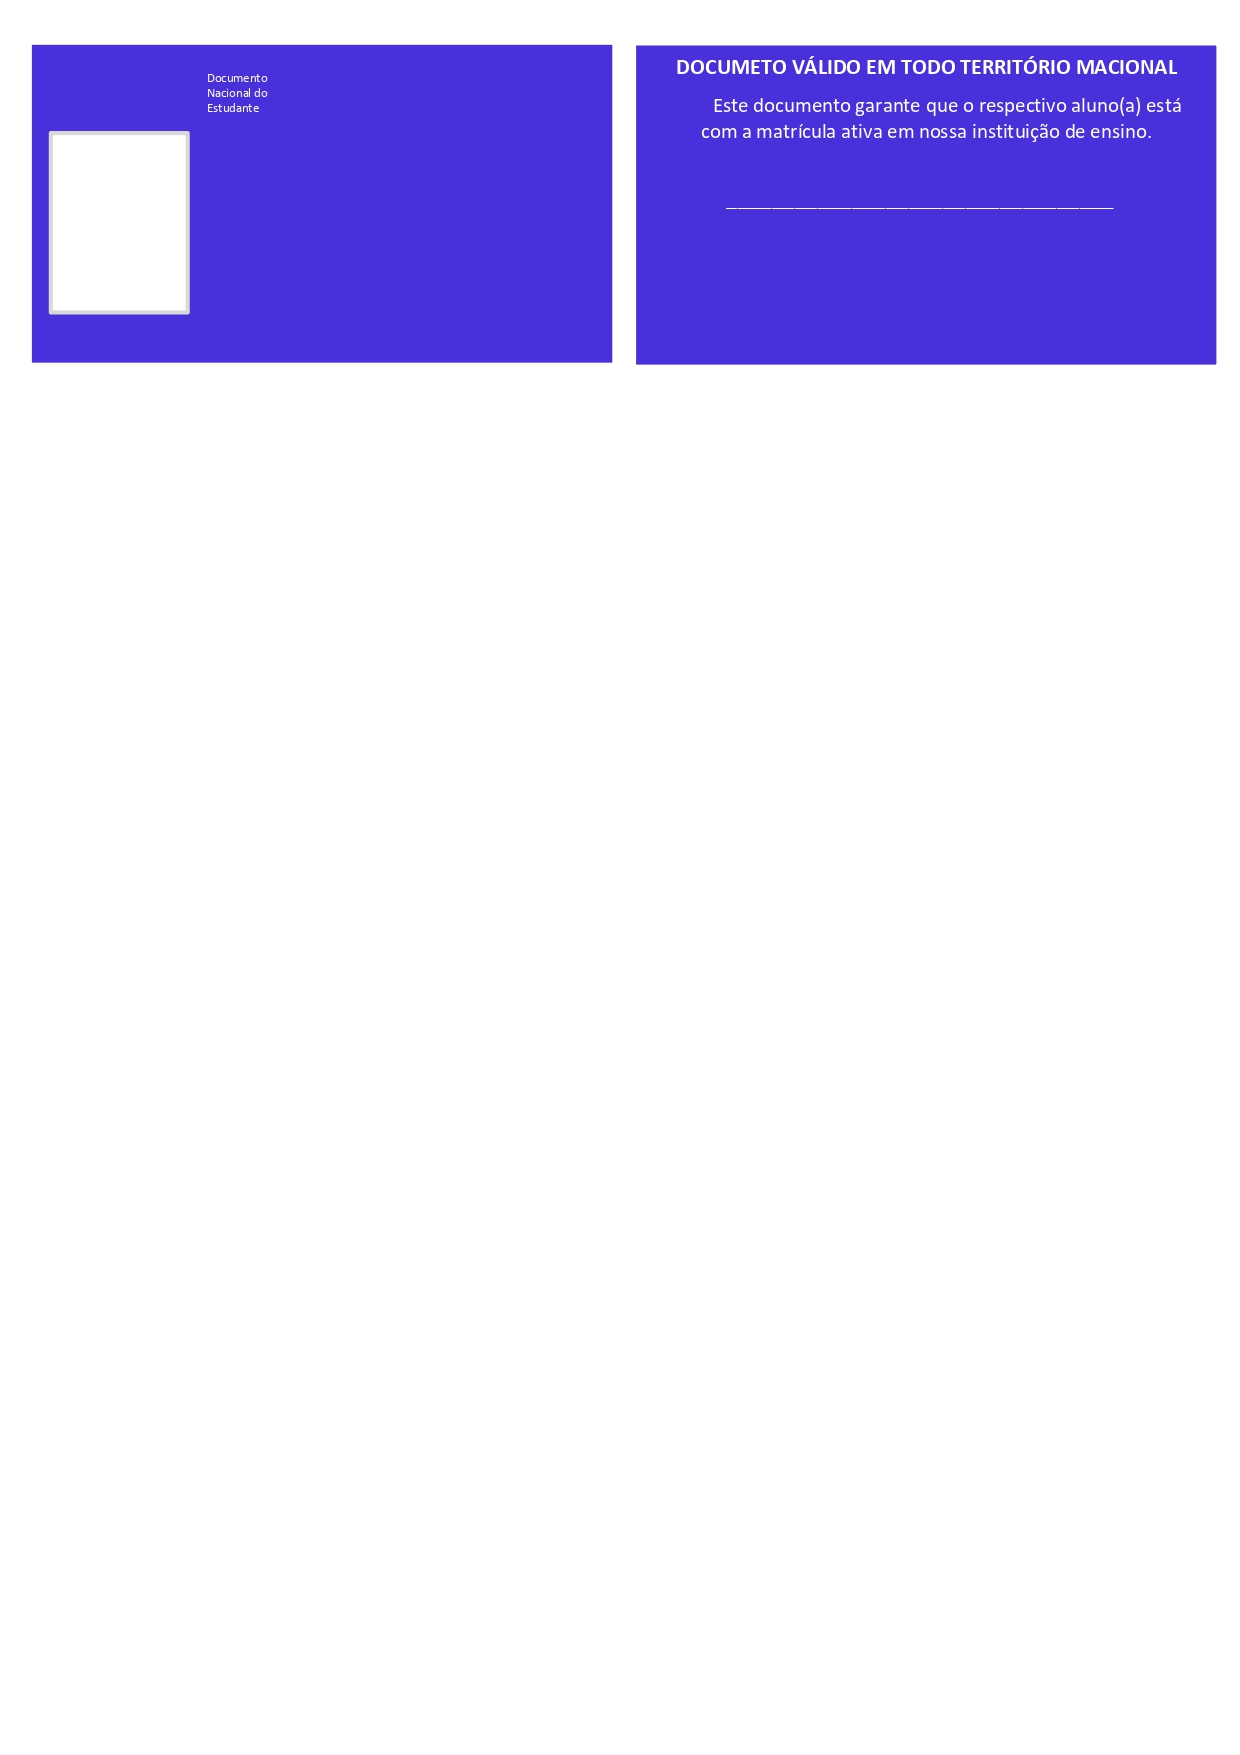 Documento
Nacional do
Estudante
DOCUMETO VÁLIDO EM TODO TERRITÓRIO MACIONAL
Este documento garante que o respectivo aluno(a) está
com a matrícula ativa em nossa instituição de ensino.
__________________________________